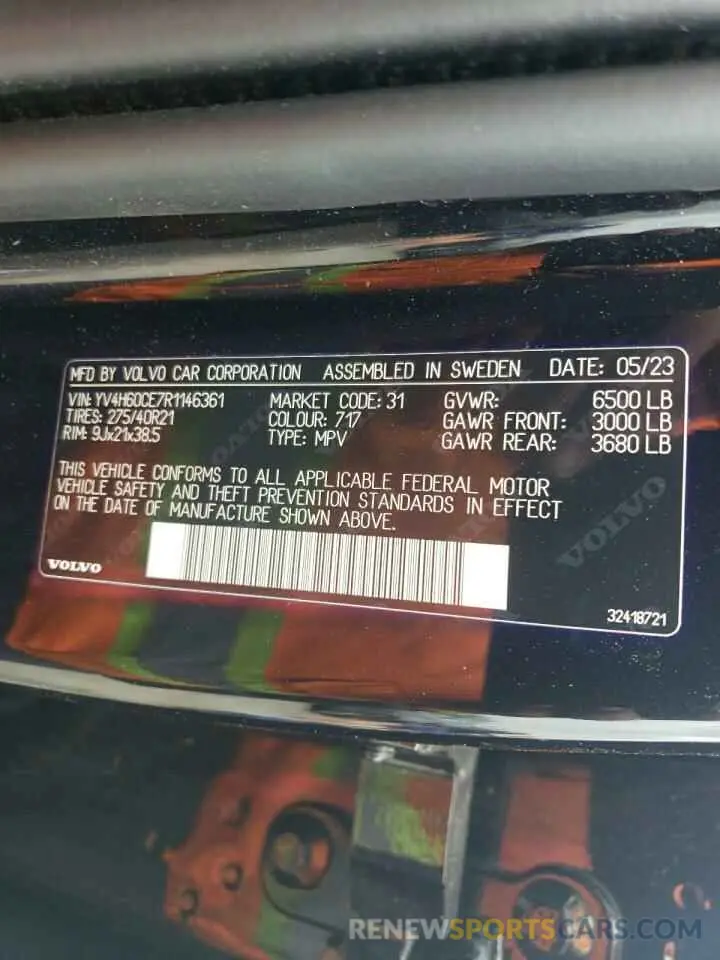 MFD BY VOLVO CAR CORPORATION ASSEMBLED IN SWEDEN DATE: 05/23
VIN: YV4H60CE7R1146361 MARKET CODE: 31 GVWR: 6500 LB
TIRES: 275/40R21 COLOUR: 717 GAWR FRONT: 3000 LB
RIM: 9Jx21x38.5 TYPE: MPV GAWR REAR: 3680 LB
THIS VEHICLE CONFORMS TO ALL APPLICABLE FEDERAL MOTOR
VEHICLE SAFETY AND THEFT PREVENTION STANDARDS IN EFFECT
ON THE DATE OF MANUFACTURE SHOWN ABOVE.
VOLVO
VOLVO
32418721
RENEWSPORTSCARS.COM